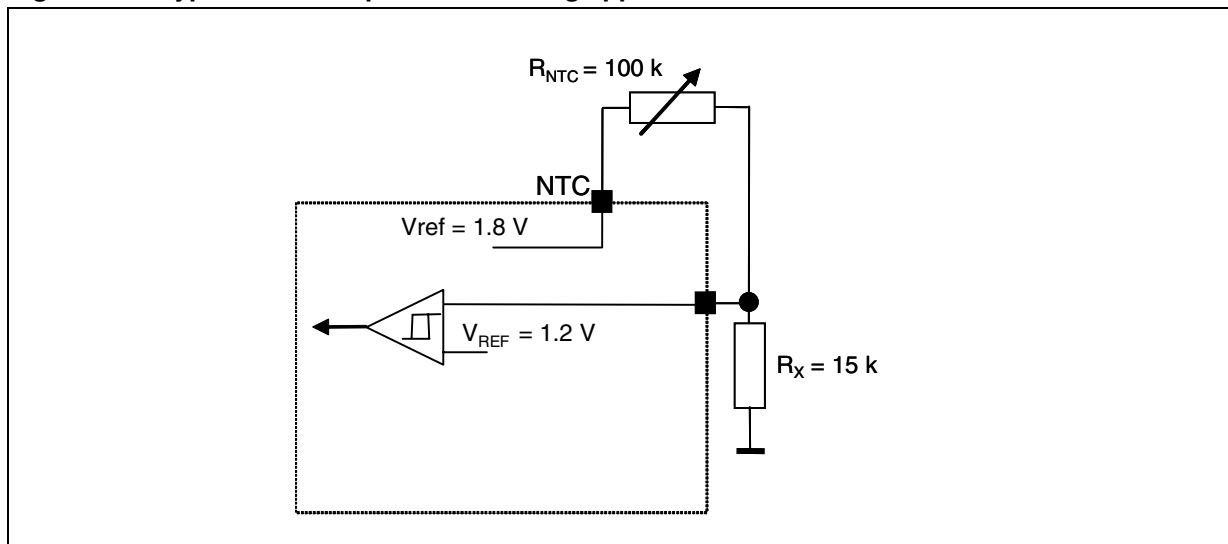 R_NTC = 100 k
NTC
Vref = 1.8 V
V_REF = 1.2 V
R_X = 15 k